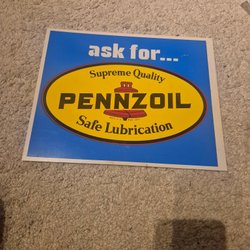 ask for...
Supreme Quality
PENNZOIL
Safe Lubrication